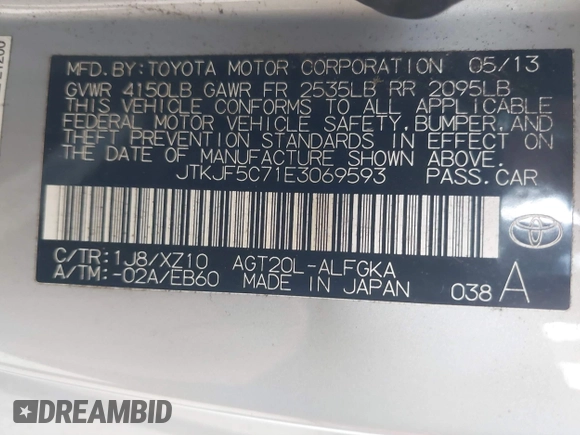 MFD. BY: TOYOTA MOTOR CORPORATION 05/13
GVWR 4150LB GAWR FR 2535LB RR 2095LB
THIS VEHICLE CONFORMS TO ALL APPLICABLE
FEDERAL MOTOR VEHICLE SAFETY, BUMPER, AND
THEFT PREVENTION STANDARDS IN EFFECT ON
THE DATE OF MANUFACTURE SHOWN ABOVE.
JTKJF5C71E3069593 PASS. CAR
C/TR: 1J8/XZ10 AGT20L-ALFGKA
A/TM: -02A/EB60 MADE IN JAPAN 038 A
DREAMBID